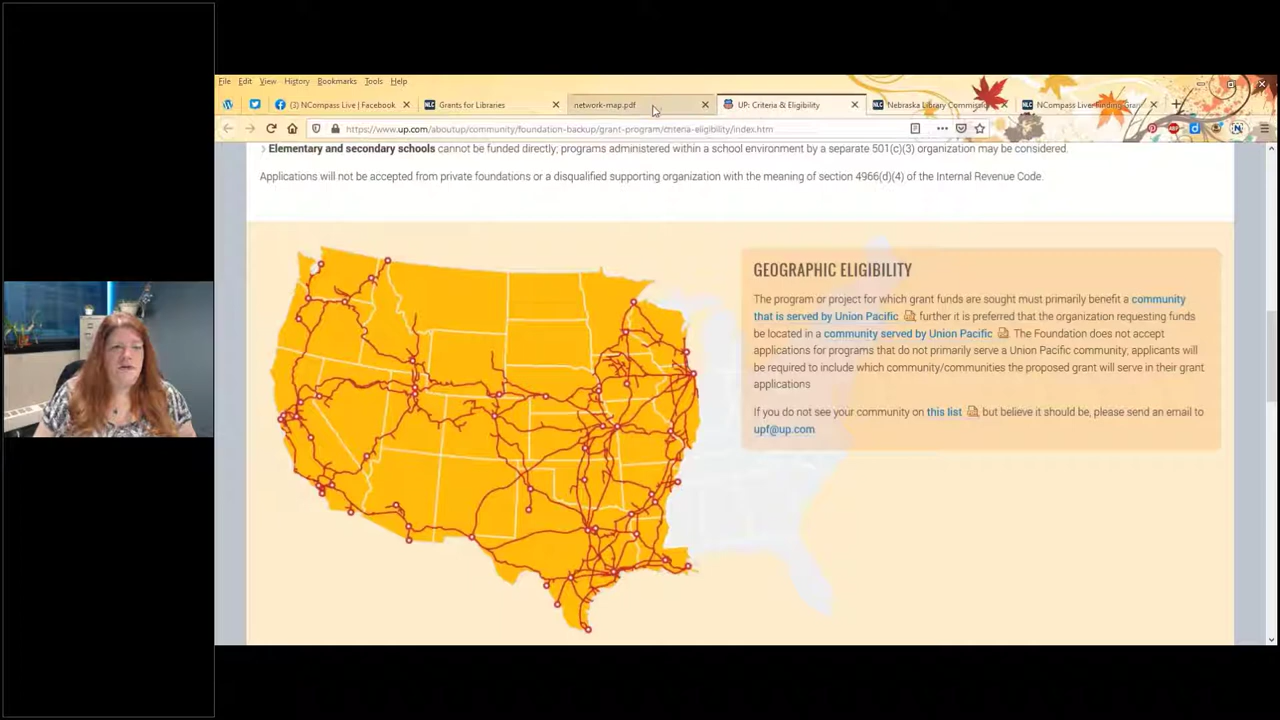 File Edit View History Bookmarks Tools Help
(3) NCompass Live | Facebook
Grants for Libraries
network-map.pdf
UP: Criteria & Eligibility
Nebraska Library Commissio
NCompass Live: Finding Gran
https://www.up.com/aboutup/community/foundation-backup/grant-program/criteria-eligibility/index.htm
Elementary and secondary schools cannot be funded directly; programs administered within a school environment by a separate 501(c)(3) organization may be considered.
Applications will not be accepted from private foundations or a disqualified supporting organization with the meaning of section 4966(d)(4) of the Internal Revenue Code.
GEOGRAPHIC ELIGIBILITY
The program or project for which grant funds are sought must primarily benefit a community
that is served by Union Pacific ; further it is preferred that the organization requesting funds
be located in a community served by Union Pacific . The Foundation does not accept
applications for programs that do not primarily serve a Union Pacific community; applicants will
be required to include which community/communities the proposed grant will serve in their grant
applications
If you do not see your community on this list , but believe it should be, please send an email to
upf@up.com.